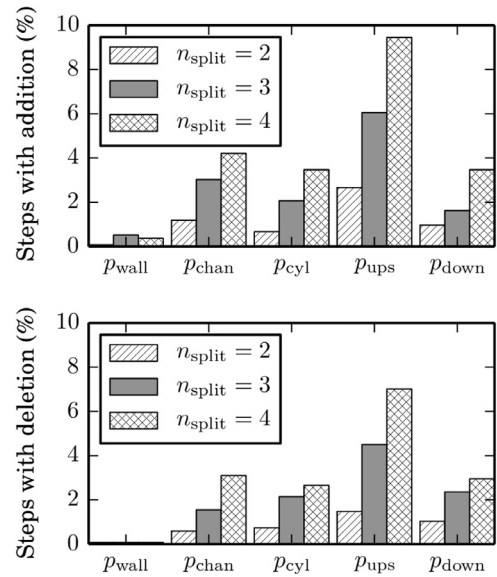 Steps with addition (%)
10
8
6
4
2
0
n_split = 2
n_split = 3
n_split = 4
p_wall p_chan p_cyl p_ups p_down
Steps with deletion (%)
10
8
6
4
2
0
n_split = 2
n_split = 3
n_split = 4
p_wall p_chan p_cyl p_ups p_down